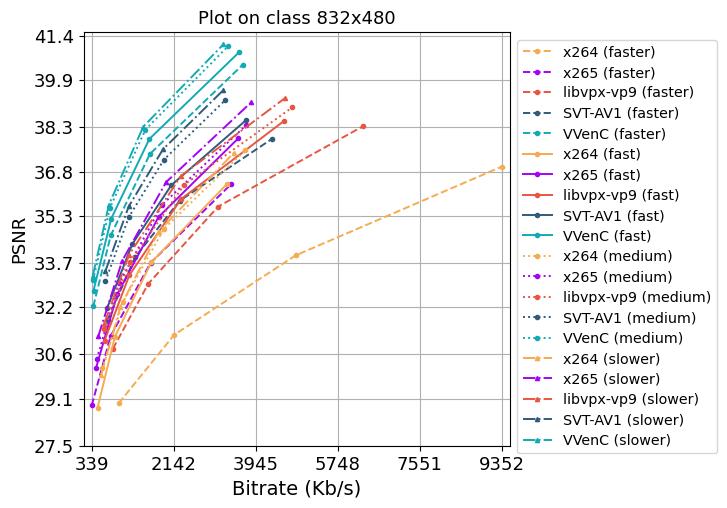 Plot on class 832x480
PSNR
41.4
39.9
38.3
36.8
35.3
33.7
32.2
30.6
29.1
27.5
339
2142
3945
5748
7551
9352
Bitrate (Kb/s)
x264 (faster)
x265 (faster)
libvpx-vp9 (faster)
SVT-AV1 (faster)
VVenC (faster)
x264 (fast)
x265 (fast)
libvpx-vp9 (fast)
SVT-AV1 (fast)
VVenC (fast)
x264 (medium)
x265 (medium)
libvpx-vp9 (medium)
SVT-AV1 (medium)
VVenC (medium)
x264 (slower)
x265 (slower)
libvpx-vp9 (slower)
SVT-AV1 (slower)
VVenC (slower)